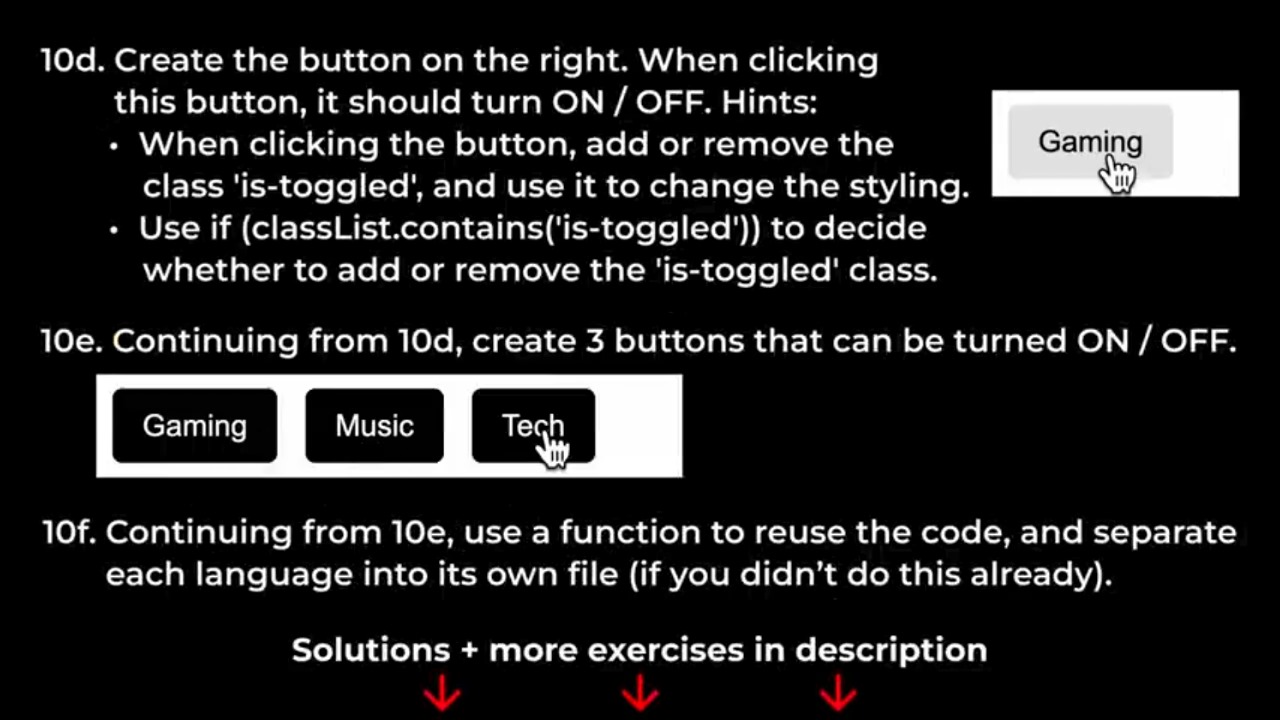 10d. Create the button on the right. When clicking
this button, it should turn ON / OFF. Hints:
• When clicking the button, add or remove the
class 'is-toggled', and use it to change the styling.
• Use if (classList.contains('is-toggled')) to decide
whether to add or remove the 'is-toggled' class.
Gaming
10e. Continuing from 10d, create 3 buttons that can be turned ON / OFF.
Gaming Music Tech
10f. Continuing from 10e, use a function to reuse the code, and separate
each language into its own file (if you didn't do this already).
Solutions + more exercises in description